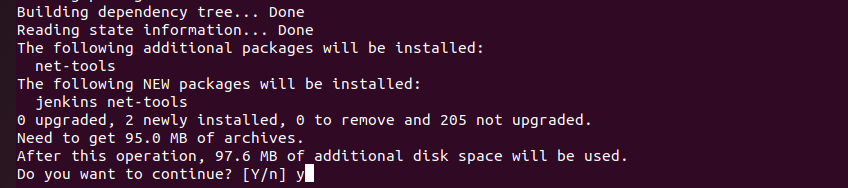 Building dependency tree... Done
Reading state information... Done
The following additional packages will be installed:
net-tools
The following NEW packages will be installed:
jenkins net-tools
0 upgraded, 2 newly installed, 0 to remove and 205 not upgraded.
Need to get 95.0 MB of archives.
After this operation, 97.6 MB of additional disk space will be used.
Do you want to continue? [Y/n] y